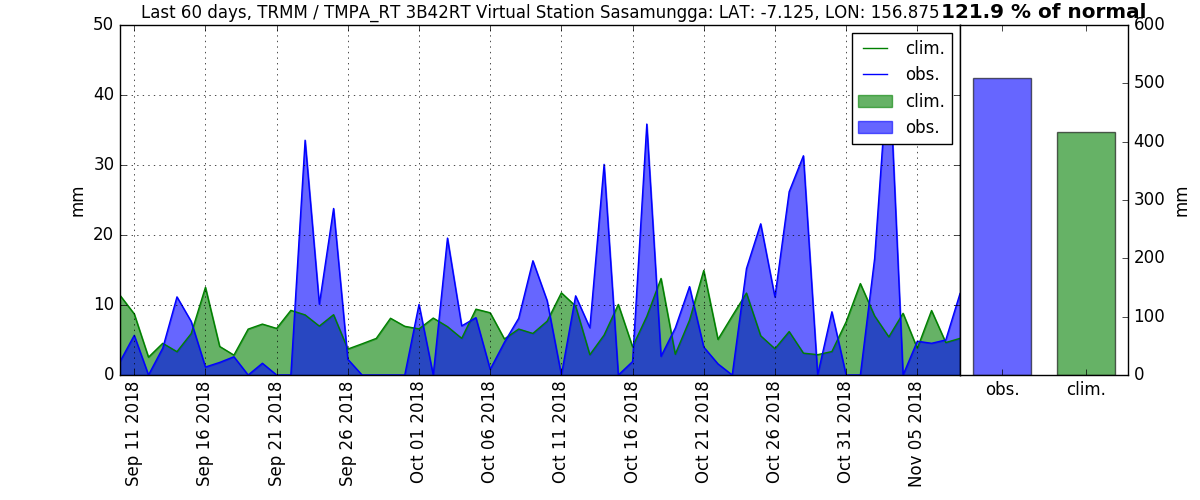 Last 60 days, TRMM / TMPA_RT 3B42RT Virtual Station Sasamungga: LAT: -7.125, LON: 156.875
121.9 % of normal
50
40
30
20
10
0
mm
clim.
obs.
clim.
obs.
Sep 11 2018
Sep 16 2018
Sep 21 2018
Sep 26 2018
Oct 01 2018
Oct 06 2018
Oct 11 2018
Oct 16 2018
Oct 21 2018
Oct 26 2018
Oct 31 2018
Nov 05 2018
600
500
400
300
200
100
0
mm
obs.
clim.